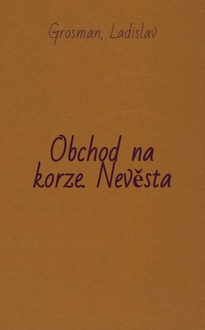 Grosman, Ladislav
Obchod na
korze. Nevěsta